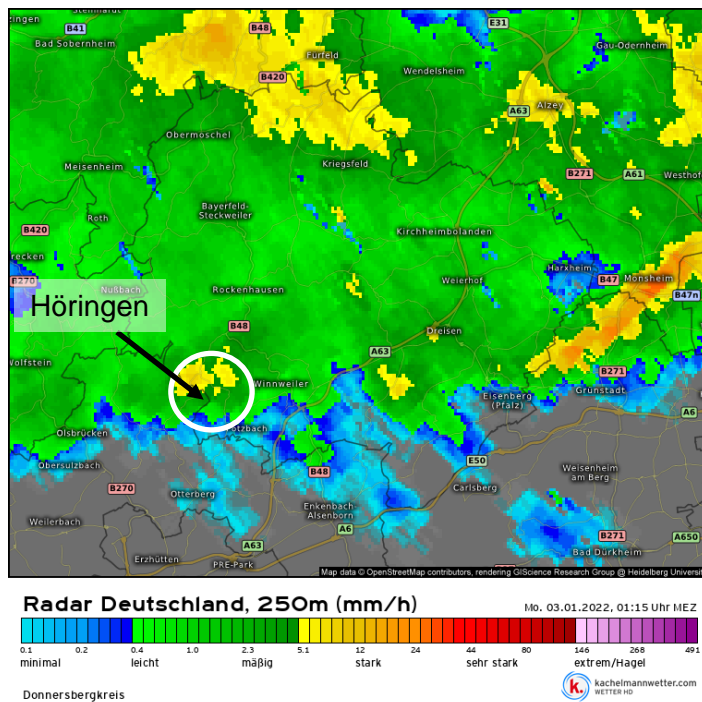 Steinhardt
zingen
B41
B48
E31
Bad Sobernheim
Gau-Odernheim
Fürfeld
Wendelsheim
B420
A63
Alzey
Obermoschel
Meisenheim
Kriegsfeld
B271
A61
Westhof
Bayerfeld-
Steckweiler
Roth
B420
Kirchheimbolanden
recken
Harxheim
B270
B47
Monsheim
Weierhof
Nußbach
Rockenhausen
B47n
Höringen
B48
Dreisen
A63
Wolfstein
B271
Winnweiler
Grünstadt
Eisenberg
(Pfalz)
A6
Potzbach
Olsbrücken
E50
Obersulzbach
B48
Weisenheim
am Berg
B270
Otterberg
Carlsberg
Enkenbach-
Alsenborn
Weilerbach
A6
B271
A650
A63
Bad Dürkheim
Erzhütten
PRE-Park
Map data © OpenStreetMap contributors, rendering GIScience Research Group @ Heidelberg Universit
Radar Deutschland, 250m (mm/h)
Mo. 03.01.2022, 01:15 Uhr MEZ
0.1 0.2 0.4 1.0 2.3 5.1 12 24 44 80 146 268 491
minimal leicht mäßig stark sehr stark extrem/Hagel
k. kachelmannwetter.com
WETTER HD
Donnersbergkreis